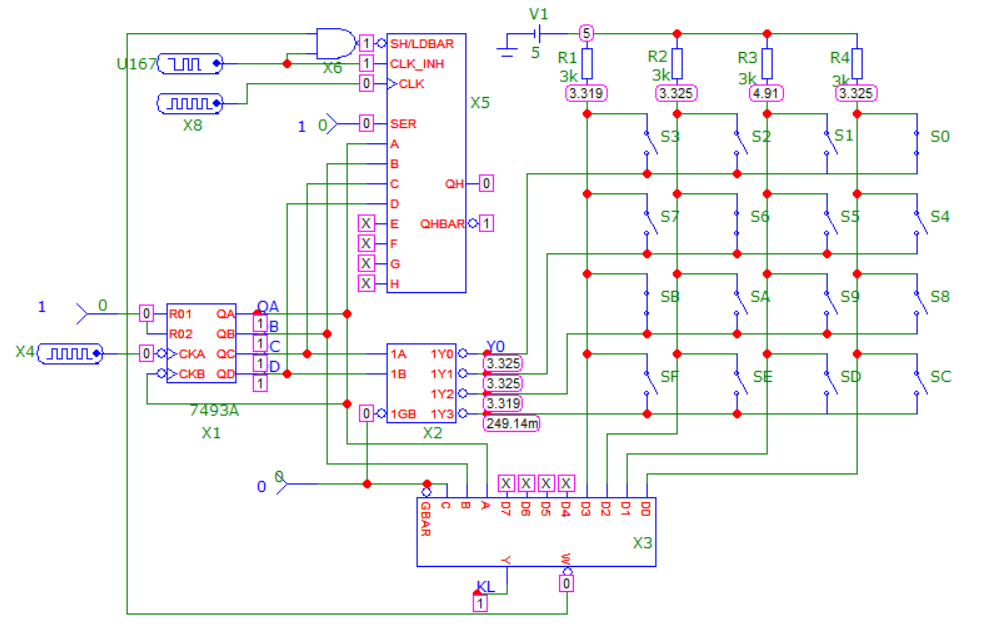 V1
5
5
R1
3k
3.319
R2
3k
3.325
R3
3k
4.91
R4
3k
3.325
U167
X6
X8
1 SH/LDBAR
1 CLK_INH
0 CLK
X5
1 0 0 SER
A
B
C
D
X E
X F
X G
X H
QH 0
QHBAR 1
S3 S2 S1 S0
S7 S6 S5 S4
SB SA S9 S8
SF SE SD SC
1 0 0 R01
R02
X4 0 CKA
CKB
QA QA
1
QB B
1
QC C
1
QD D
1
7493A
X1
1A
1B
0 1GB
1Y0 Y0
3.325
1Y1
3.325
1Y2
3.319
1Y3
249.14m
X2
0 0
GBAR C B A D7 D6 D5 D4 D3 D2 D1 D0
X X X X
X3
Y W
KL
1
0